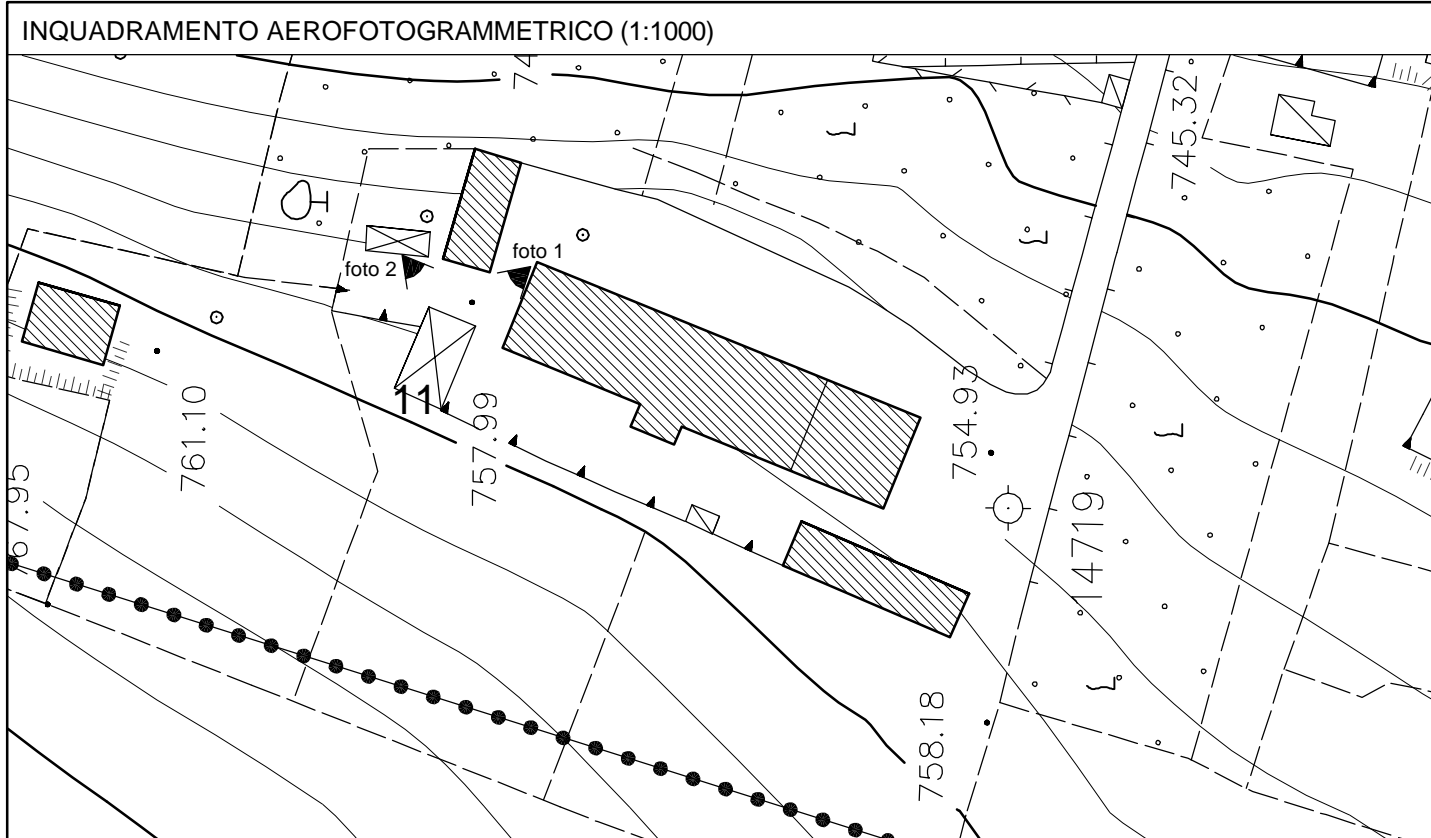 INQUADRAMENTO AEROFOTOGRAMMETRICO (1:1000)
745.32
foto 1
foto 2
11
761.10
757.99
754.93
14719
758.18